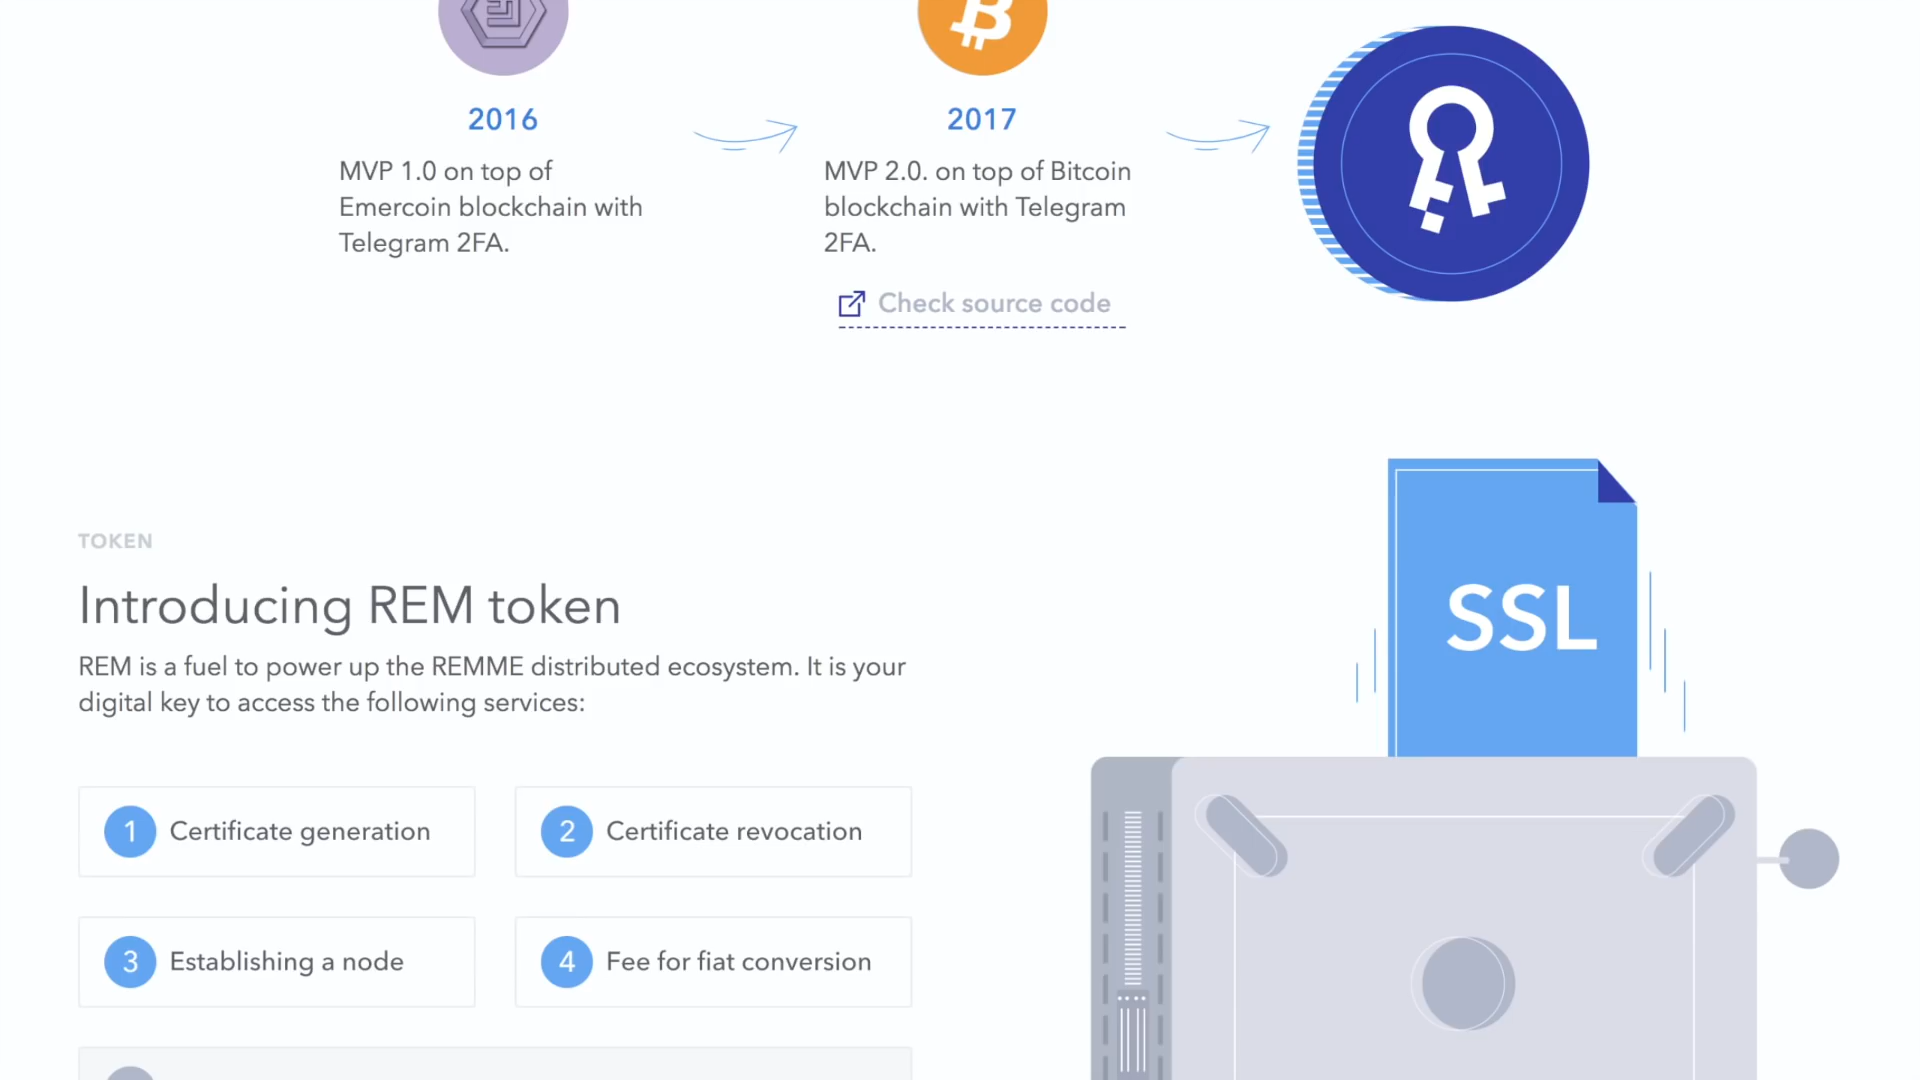 2016
MVP 1.0 on top of
Emercoin blockchain with
Telegram 2FA.
2017
MVP 2.0. on top of Bitcoin
blockchain with Telegram
2FA.
Check source code
TOKEN
Introducing REM token
REM is a fuel to power up the REMME distributed ecosystem. It is your
digital key to access the following services:
1 Certificate generation
2 Certificate revocation
3 Establishing a node
4 Fee for fiat conversion
SSL